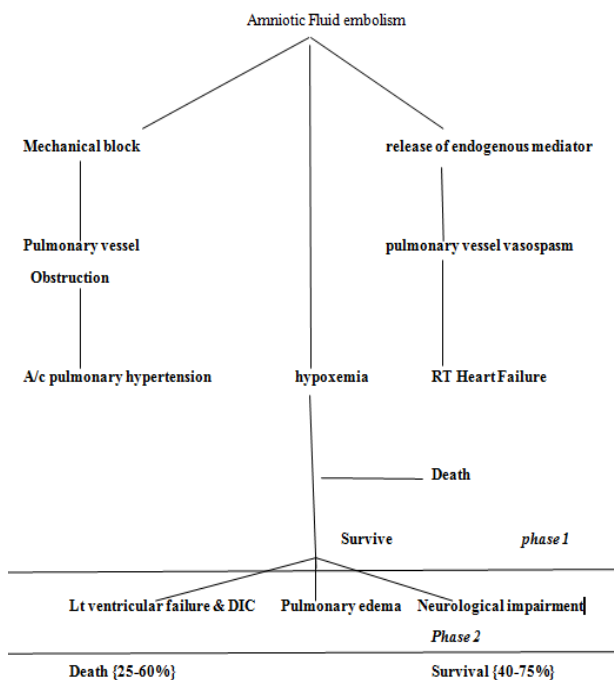 Amniotic Fluid embolism
Mechanical block
release of endogenous mediator
Pulmonary vessel
pulmonary vessel vasospasm
Obstruction
A/c pulmonary hypertension
hypoxemia
RT Heart Failure
Death
Survive
phase 1
Lt ventricular failure & DIC
Pulmonary edema
Neurological impairment
Phase 2
Death {25-60%}
Survival {40-75%}